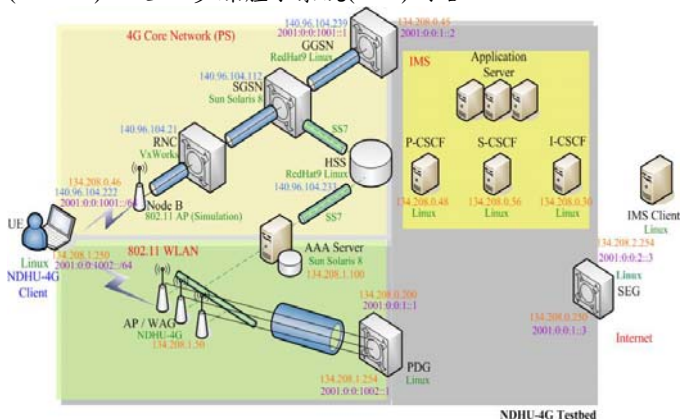 4G Core Network (PS)
140.96.104.239
2001:0:0:1001::1
GGSN
RedHat9 Linux
134.208.0.45
2001:0:0:1::2
IMS
Application
Server
140.96.104.112
SGSN
Sun Solaris 8
SS7
140.96.104.21
RNC
VxWorks
HSS
RedHat9 Linux
140.96.104.233
SS7
P-CSCF
S-CSCF
I-CSCF
134.208.0.48
Linux
134.208.0.56
Linux
134.208.0.30
Linux
IMS Client
Linux
134.208.0.46
140.96.104.222
2001:0:0:1001::/64
Node B
802.11 AP (Simulation)
UE
Linux
NDHU-4G
Client
134.208.1.250
2001:0:0:1002::/64
802.11 WLAN
AAA Server
Sun Solaris 8
134.208.1.100
AP / WAG
NDHU-4G
134.208.1.50
134.208.0.200
2001:0:0:1::1
PDG
Linux
134.208.1.254
2001:0:0:1002::1
134.208.2.254
2001:0:0:2::3
Linux
SEG
134.208.0.250
2001:0:0:1::3
Internet
NDHU-4G Testbed